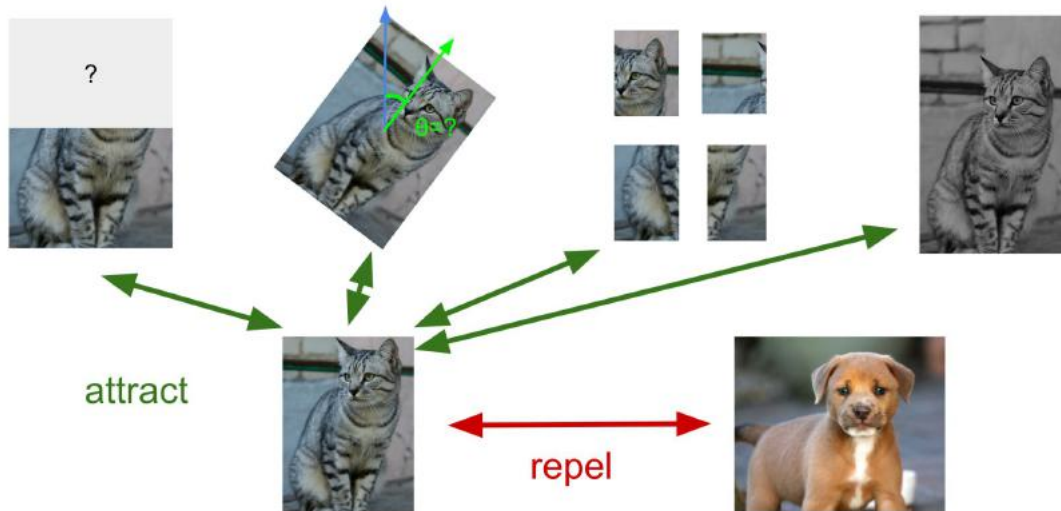 ?
θ=?
attract
repel